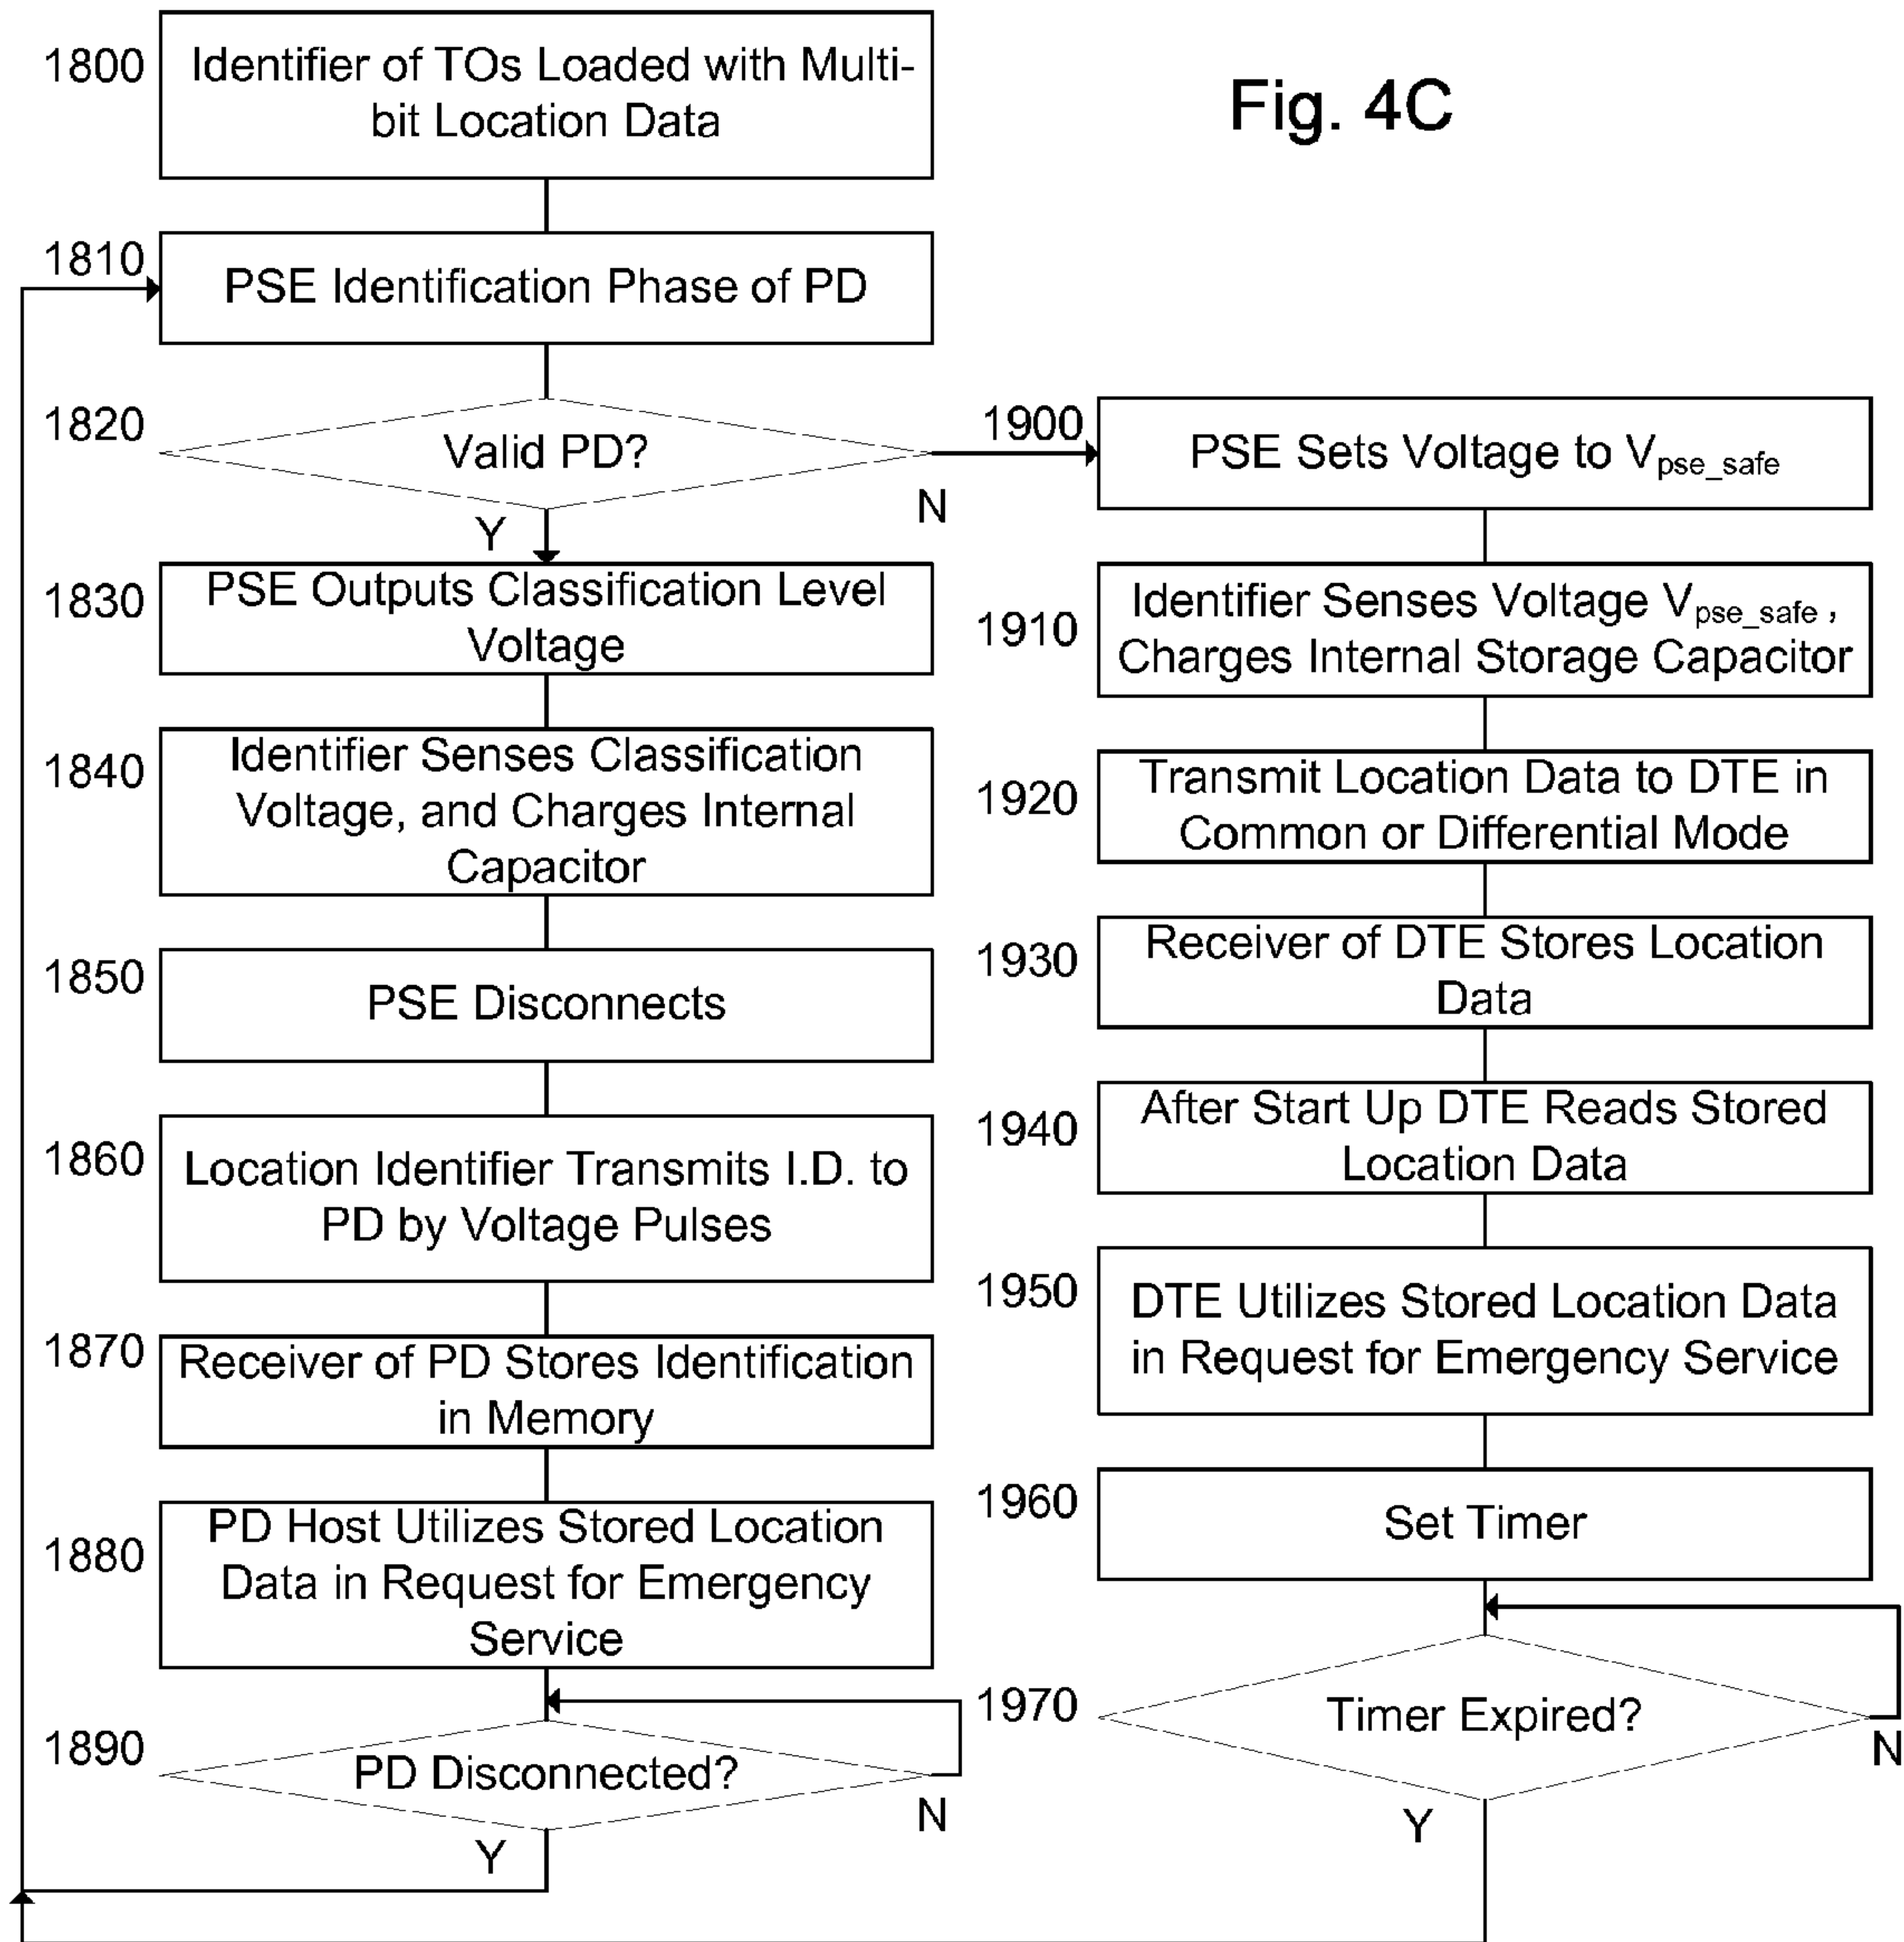 Fig. 4C
1800
Identifier of TOs Loaded with Multi-
bit Location Data
1810
PSE Identification Phase of PD
1820
Valid PD?
N
Y
1830
PSE Outputs Classification Level
Voltage
1840
Identifier Senses Classification
Voltage, and Charges Internal
Capacitor
1850
PSE Disconnects
1860
Location Identifier Transmits I.D. to
PD by Voltage Pulses
1870
Receiver of PD Stores Identification
in Memory
1880
PD Host Utilizes Stored Location
Data in Request for Emergency
Service
1890
PD Disconnected?
N
Y
1900
PSE Sets Voltage to Vpse_safe
1910
Identifier Senses Voltage Vpse_safe ,
Charges Internal Storage Capacitor
1920
Transmit Location Data to DTE in
Common or Differential Mode
1930
Receiver of DTE Stores Location
Data
1940
After Start Up DTE Reads Stored
Location Data
1950
DTE Utilizes Stored Location Data
in Request for Emergency Service
1960
Set Timer
1970
Timer Expired?
N
Y